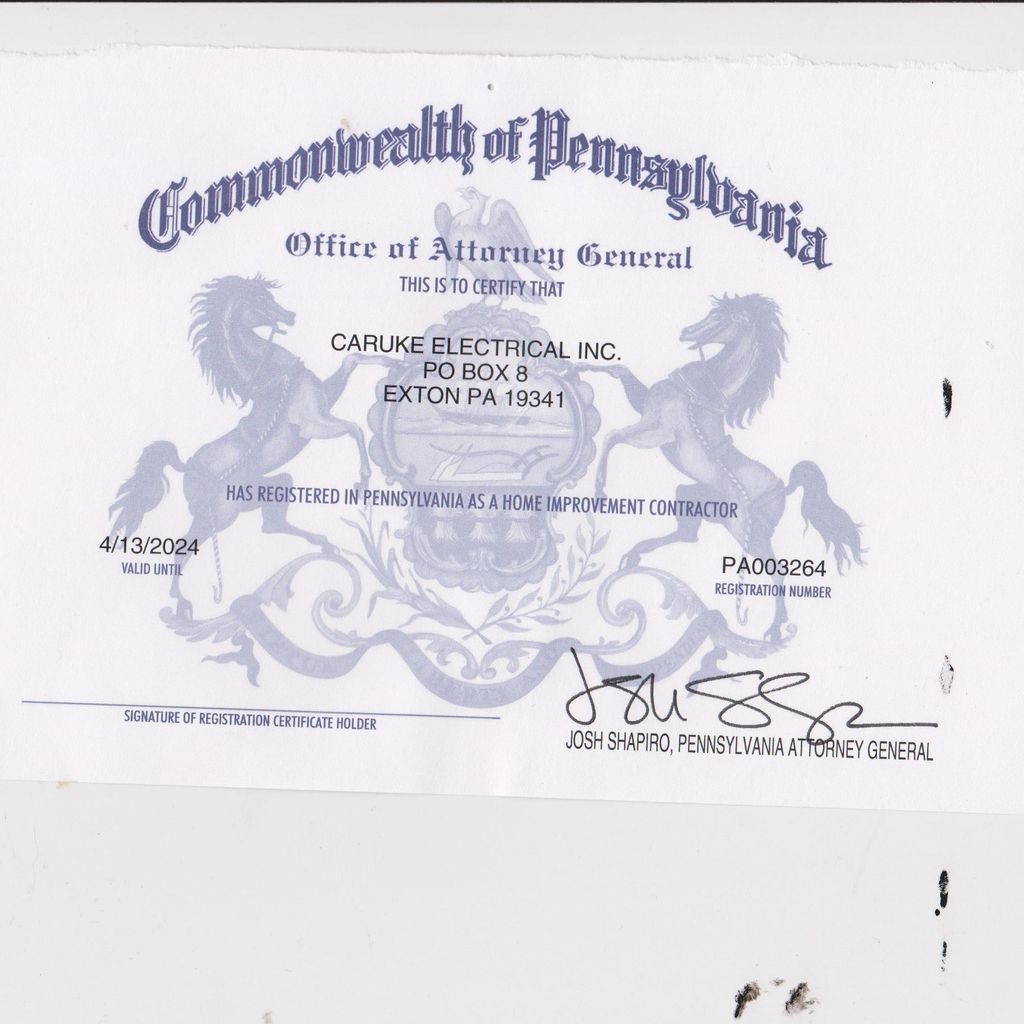 Commonwealth of Pennsylvania
Office of Attorney General
THIS IS TO CERTIFY THAT
CARUKE ELECTRICAL INC.
PO BOX 8
EXTON PA 19341
HAS REGISTERED IN PENNSYLVANIA AS A HOME IMPROVEMENT CONTRACTOR
4/13/2024
VALID UNTIL
PA003264
REGISTRATION NUMBER
SIGNATURE OF REGISTRATION CERTIFICATE HOLDER
JOSH SHAPIRO, PENNSYLVANIA ATTORNEY GENERAL